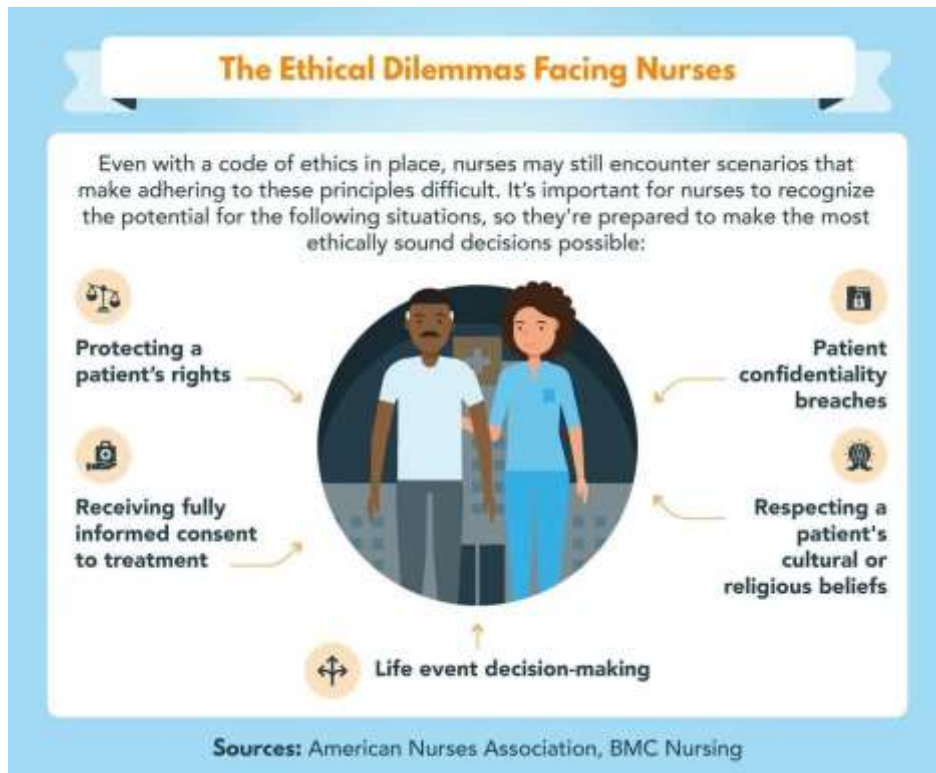 The Ethical Dilemmas Facing Nurses
Even with a code of ethics in place, nurses may still encounter scenarios that
make adhering to these principles difficult. It's important for nurses to recognize
the potential for the following situations, so they're prepared to make the most
ethically sound decisions possible:
Protecting a
patient's rights
Patient
confidentiality
breaches
Receiving fully
informed consent
to treatment
Respecting a
patient's
cultural or
religious beliefs
Life event decision-making
Sources: American Nurses Association, BMC Nursing